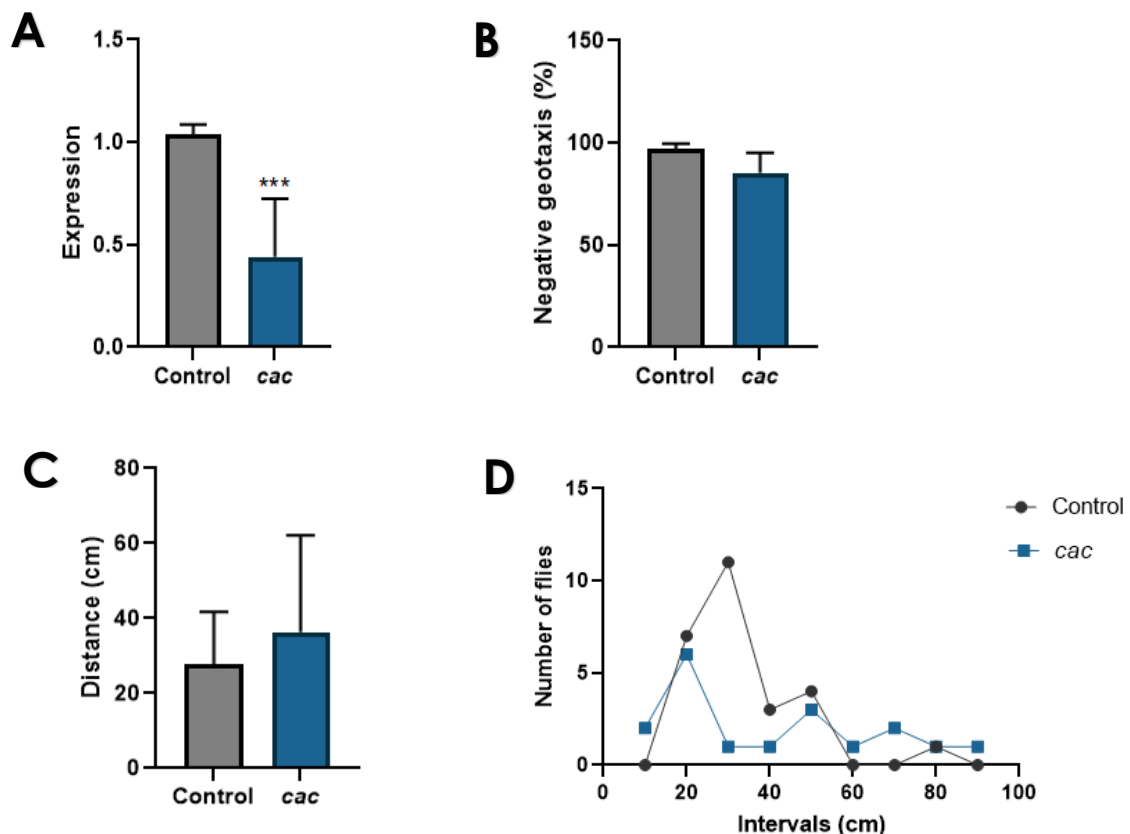 A
Expression
1.5
1.0
0.5
0.0
***
Control
cac
B
Negative geotaxis (%)
150
100
50
0
Control
cac
C
Distance (cm)
80
60
40
20
0
Control
cac
D
Number of flies
15
10
5
0
0
20
40
60
80
100
Intervals (cm)
Control
cac